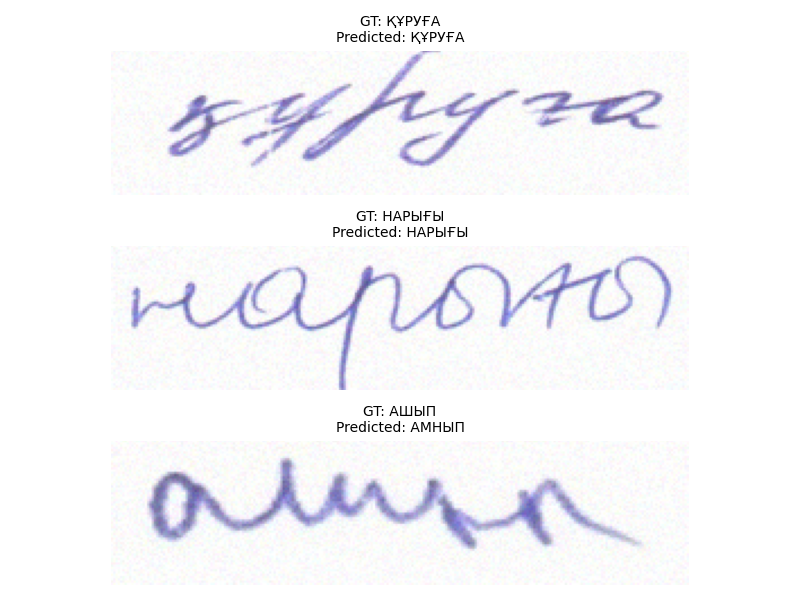 GT: ҚҰРУҒА
Predicted: ҚҰРУҒА
құруға
GT: НАРЫҒЫ
Predicted: НАРЫҒЫ
нарығы
GT: АШЫП
Predicted: АМНЫП
ашып